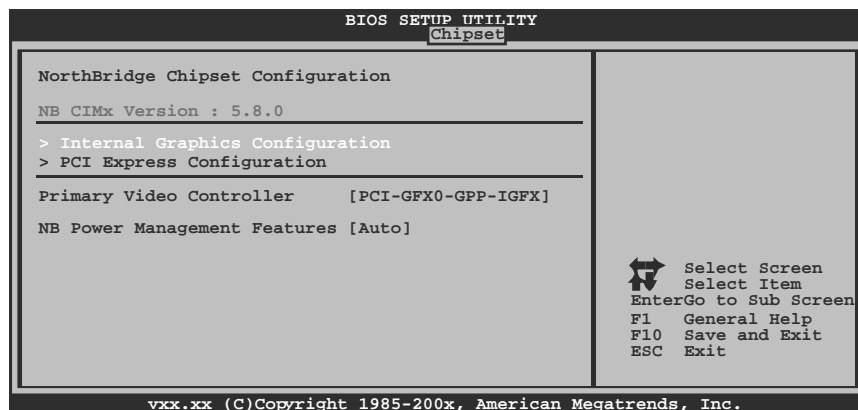 BIOS SETUP UTILITY
Chipset
NorthBridge Chipset Configuration
NB CIMx Version : 5.8.0
> Internal Graphics Configuration
> PCI Express Configuration
Primary Video Controller [PCI-GFX0-GPP-IGFX]
NB Power Management Features [Auto]
Select Screen
Select Item
EnterGo to Sub Screen
F1 General Help
F10 Save and Exit
ESC Exit
vxx.xx (C)Copyright 1985-200x, American Megatrends, Inc.